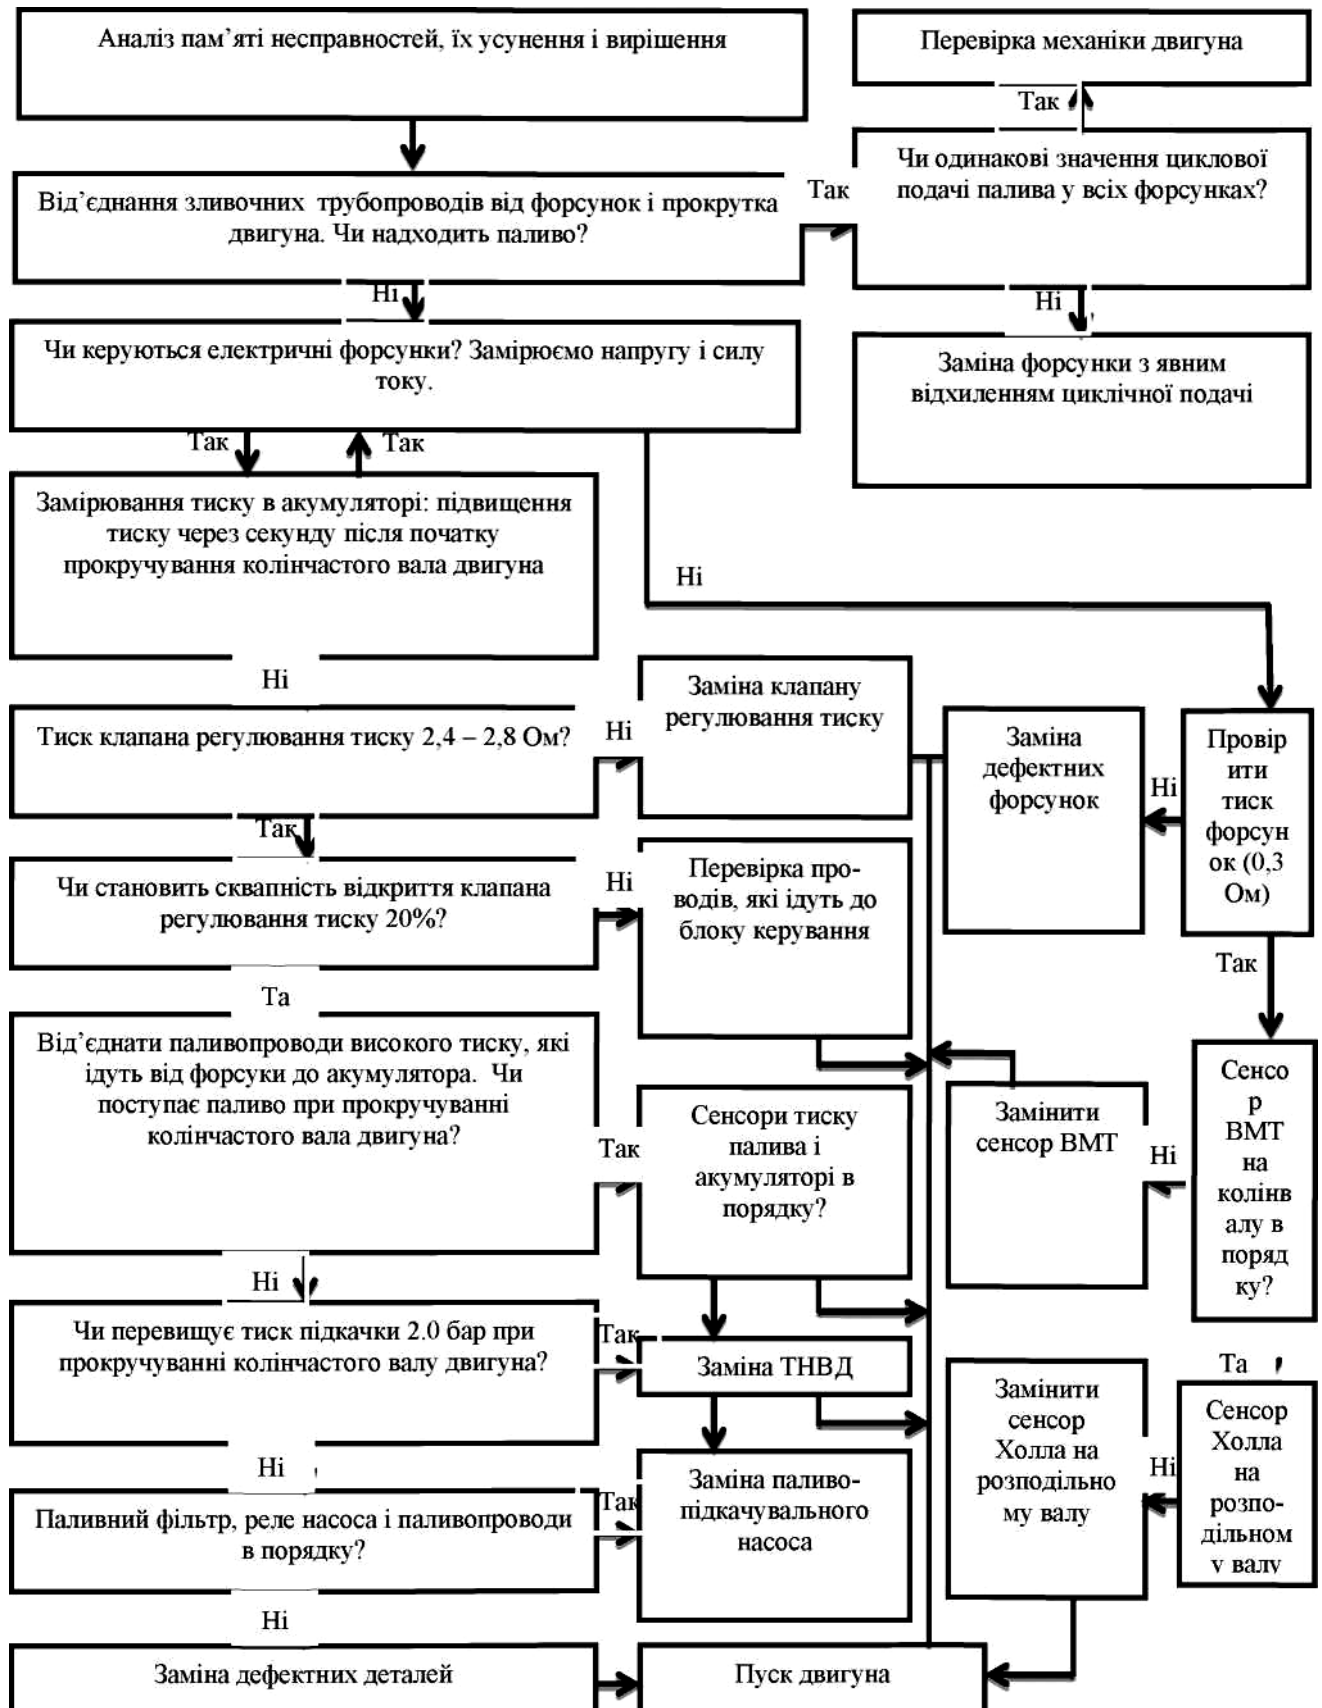 Аналіз пам’яті несправностей, їх усунення і вирішення
Перевірка механіки двигуна
Так
Чи одинакові значення циклової
подачі палива у всіх форсунках?
Так
Від’єднання зливочних трубопроводів від форсунок і прокрутка
двигуна. Чи надходить паливо?
Ні
Ні
Чи керуються електричні форсунки? Замірюємо напругу і силу
току.
Заміна форсунки з явним
відхиленням циклічної подачі
Так
Так
Замірювання тиску в акумуляторі: підвищення
тиску через секунду після початку
прокручування колінчастого вала двигуна
Ні
Ні
Тиск клапана регулювання тиску 2,4 – 2,8 Ом?
Ні
Заміна клапану
регулювання тиску
Заміна
дефектних
форсунок
Ні
Провір
ити
тиск
форсун
ок (0,3
Ом)
Так
Чи становить сквапність відкриття клапана
регулювання тиску 20%?
Ні
Перевірка про-
водів, які ідуть до
блоку керування
Так
Та
Від’єднати паливопроводи високого тиску, які
ідуть від форсуки до акумулятора. Чи
поступає паливо при прокручуванні
колінчастого вала двигуна?
Так
Сенсори тиску
палива і
акумуляторі в
порядку?
Замінити
сенсор ВМТ
Ні
Сенсо
р
ВМТ
на
колінв
алу в
поряд
ку?
Ні
Чи перевищує тиск підкачки 2.0 бар при
прокручуванні колінчастого валу двигуна?
Так
Заміна ТНВД
Замінити
сенсор
Холла на
розподільно
му валу
Ні
Та
Сенсор
Холла
на
розпо-
дільном
у валу
Ні
Паливний фільтр, реле насоса і паливопроводи
в порядку?
Так
Заміна паливо-
підкачувального
насоса
Ні
Заміна дефектних деталей
Пуск двигуна